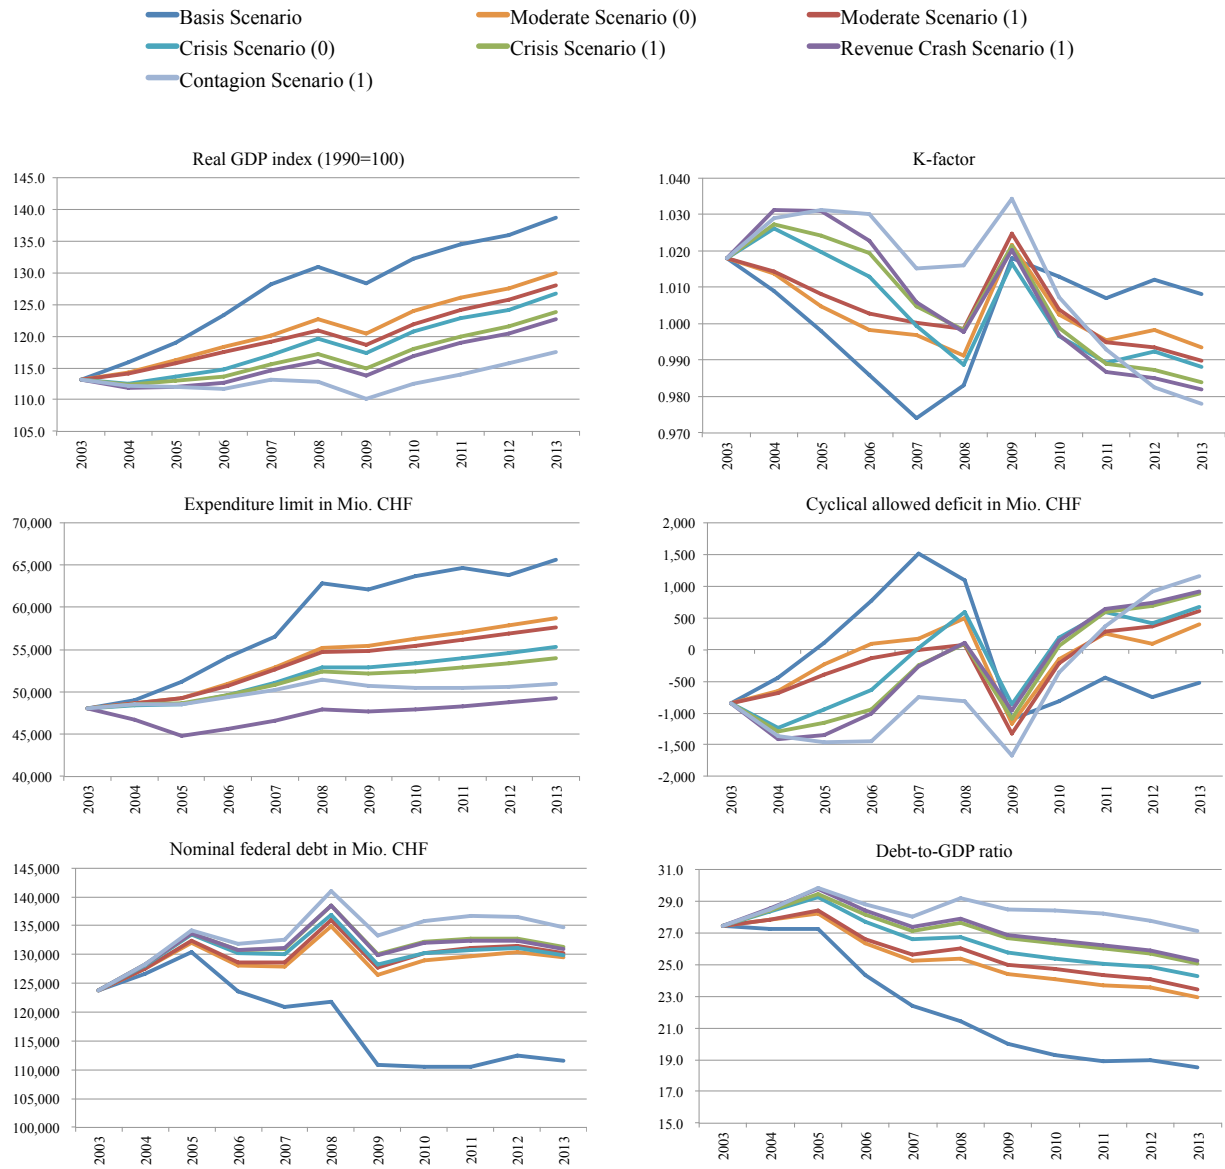 Basis Scenario
Moderate Scenario (0)
Moderate Scenario (1)
Crisis Scenario (0)
Crisis Scenario (1)
Revenue Crash Scenario (1)
Contagion Scenario (1)
Real GDP index (1990=100)
145.0
140.0
135.0
130.0
125.0
120.0
115.0
110.0
105.0
2003 2004 2005 2006 2007 2008 2009 2010 2011 2012 2013
K-factor
1.040
1.030
1.020
1.010
1.000
0.990
0.980
0.970
2003 2004 2005 2006 2007 2008 2009 2010 2011 2012 2013
Expenditure limit in Mio. CHF
70,000
65,000
60,000
55,000
50,000
45,000
40,000
2003 2004 2005 2006 2007 2008 2009 2010 2011 2012 2013
Cyclical allowed deficit in Mio. CHF
2,000
1,500
1,000
500
0
-500
-1,000
-1,500
-2,000
2003 2004 2005 2006 2007 2008 2009 2010 2011 2012 2013
Nominal federal debt in Mio. CHF
145,000
140,000
135,000
130,000
125,000
120,000
115,000
110,000
105,000
100,000
2003 2004 2005 2006 2007 2008 2009 2010 2011 2012 2013
Debt-to-GDP ratio
31.0
29.0
27.0
25.0
23.0
21.0
19.0
17.0
15.0
2003 2004 2005 2006 2007 2008 2009 2010 2011 2012 2013